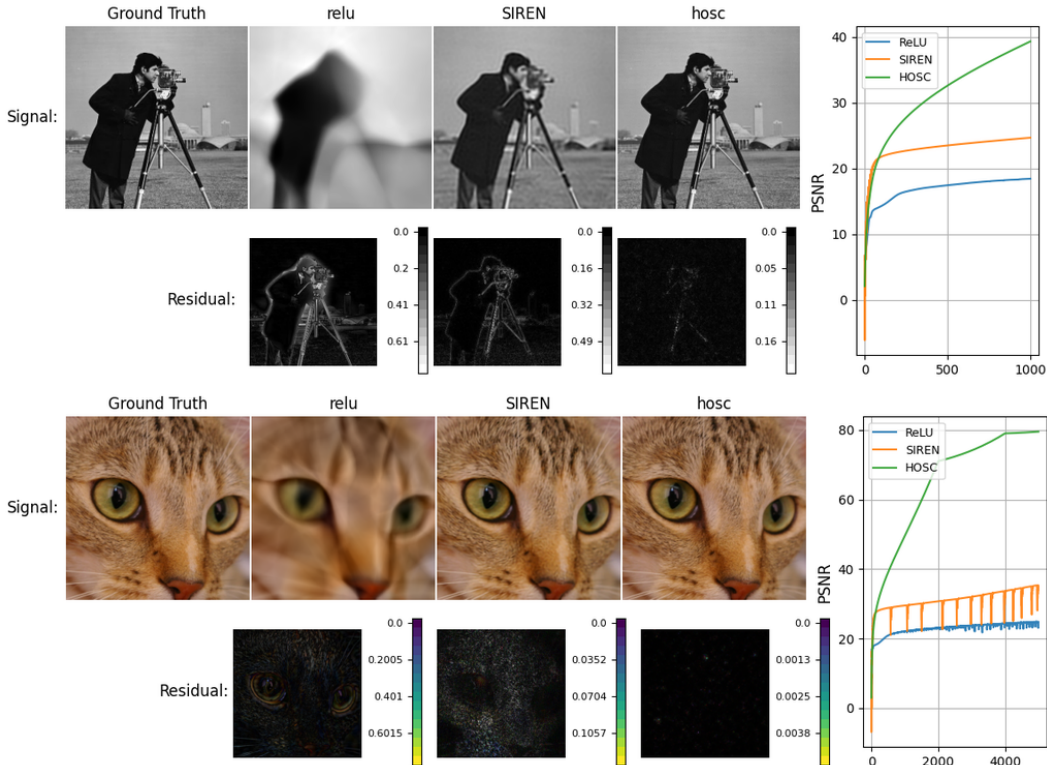 Ground Truth
relu
SIREN
hosc
Signal:
Residual:
0.0
0.2
0.41
0.61
0.0
0.16
0.32
0.49
0.0
0.05
0.11
0.16
PSNR
40
30
20
10
0
0
500
1000
ReLU
SIREN
HOSC
Ground Truth
relu
SIREN
hosc
Signal:
Residual:
0.0
0.2005
0.401
0.6015
0.0
0.0352
0.0704
0.1057
0.0
0.0013
0.0025
0.0038
PSNR
80
60
40
20
0
0
2000
4000
ReLU
SIREN
HOSC